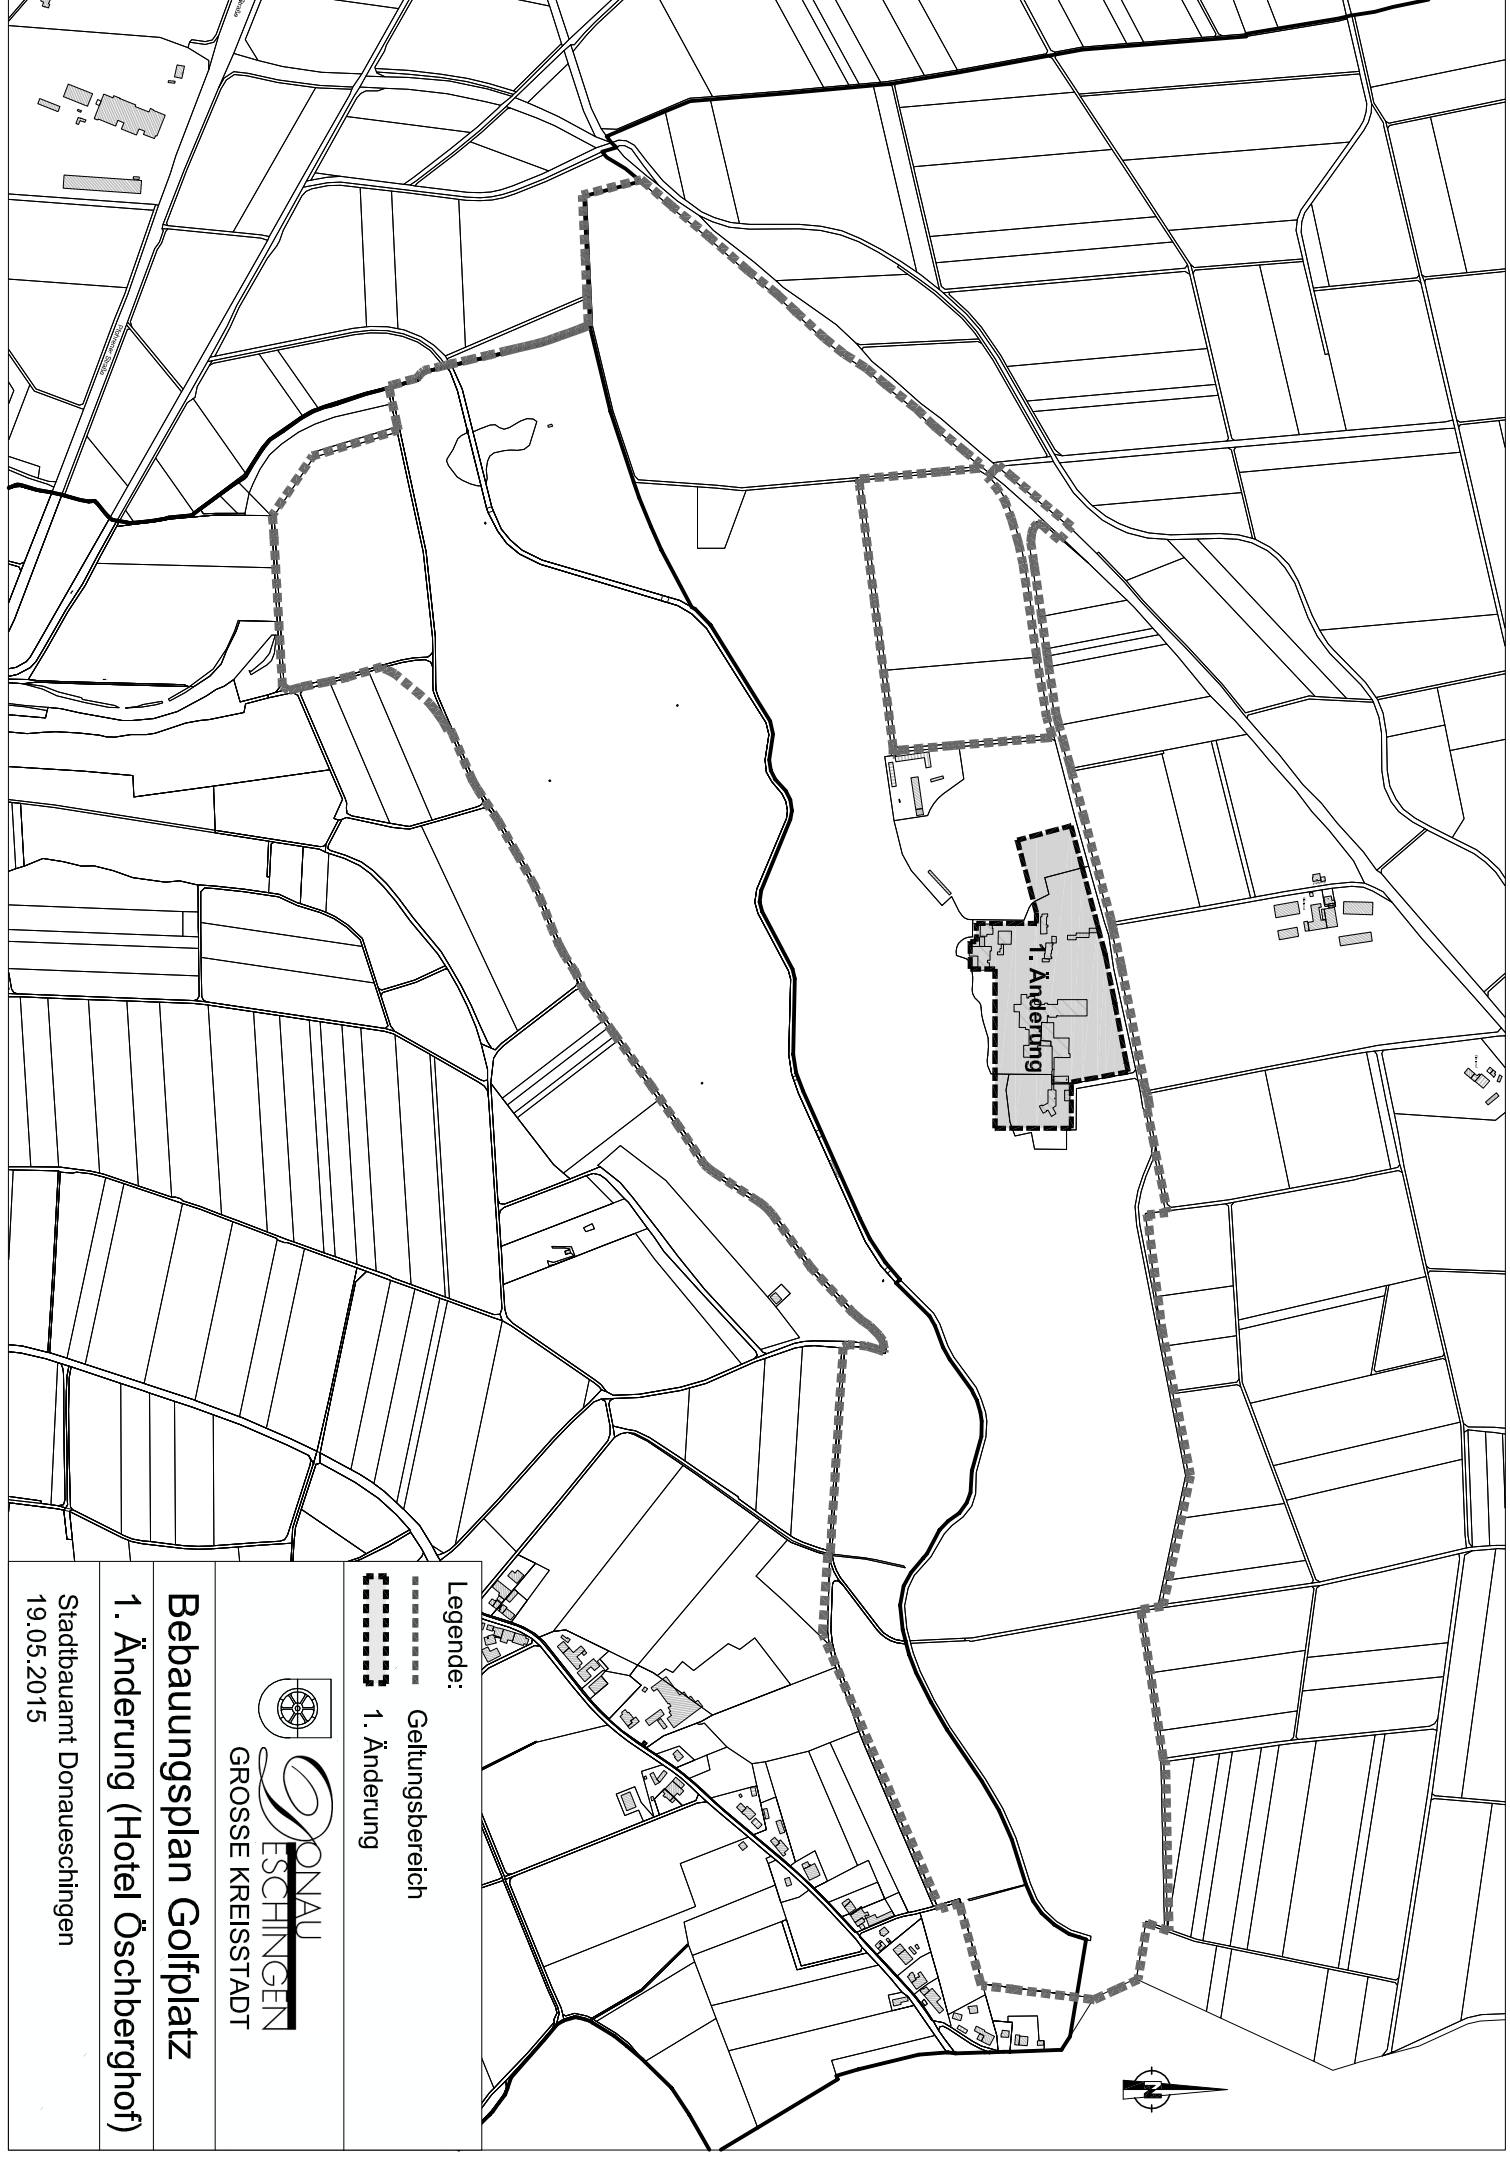 1. Änderung
Legende:
Geltungsbereich
1. Änderung
DONAU
ESCHINGEN
GROSSE KREISSTADT
Bebauungsplan Golfplatz
1. Änderung (Hotel Öschberghof)
Stadtbauamt Donaueschingen
19.05.2015
N